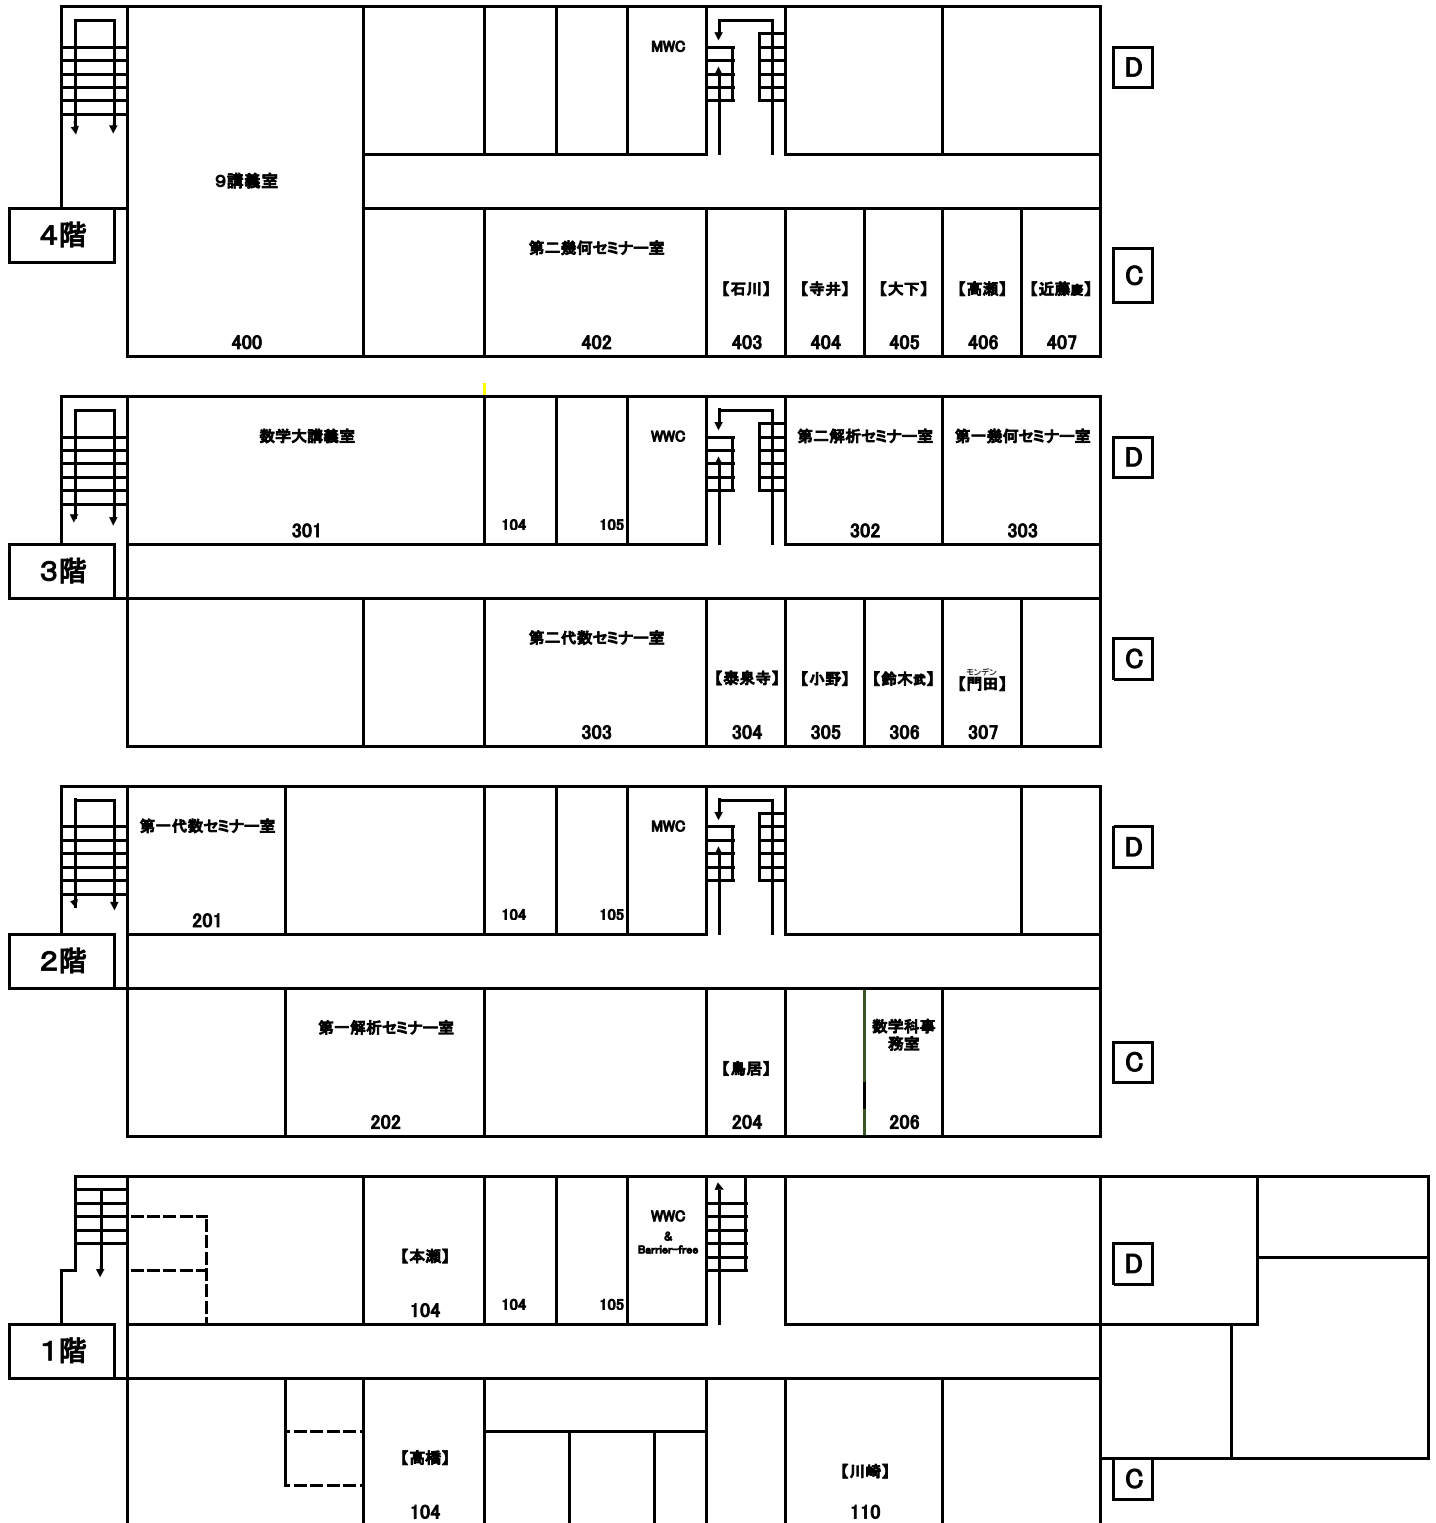 MWC
D
９講義室
４階
第二幾何セミナー室
C
【石川】
【寺井】
【大下】
【高瀬】
【近藤慶】
400
402
403
404
405
406
407
数学大講義室
WWC
第二解析セミナー室
第一幾何セミナー室
D
104
105
301
302
303
３階
第二代数セミナー室
C
モンデン
【泰泉寺】
【小野】
【鈴木武】
【門田】
303
304
305
306
307
第一代数セミナー室
MWC
D
104
105
201
２階
第一解析セミナー室
数学科事
務室
C
【鳥居】
202
204
206
WWC
&
Barrier-free
【本瀬】
D
104
104
105
１階
【高橋】
【川崎】
C
104
110